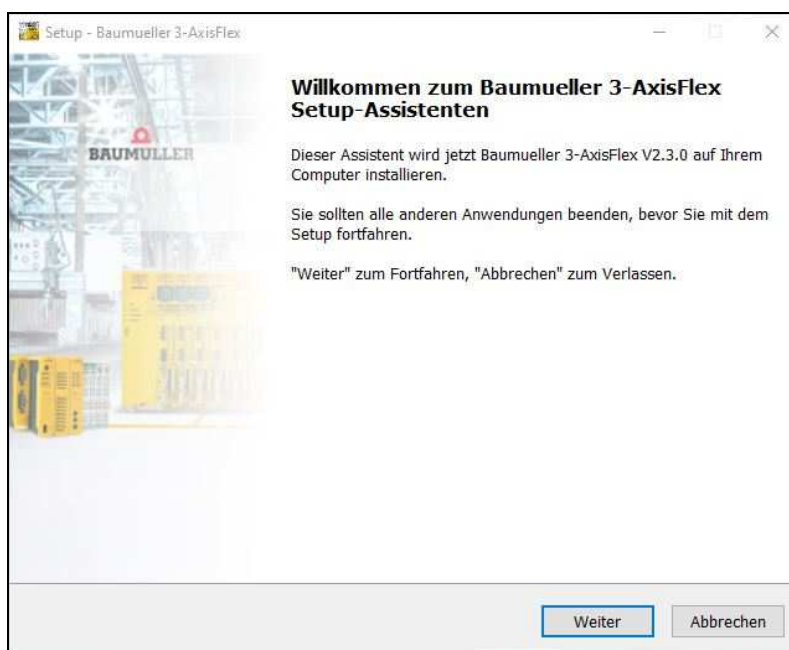 Setup - Baumueller 3-AxisFlex
BAUMÜLLER
Willkommen zum Baumueller 3-AxisFlex
Setup-Assistenten
Dieser Assistent wird jetzt Baumueller 3-AxisFlex V2.3.0 auf Ihrem
Computer installieren.
Sie sollten alle anderen Anwendungen beenden, bevor Sie mit dem
Setup fortfahren.
"Weiter" zum Fortfahren, "Abbrechen" zum Verlassen.
Weiter
Abbrechen